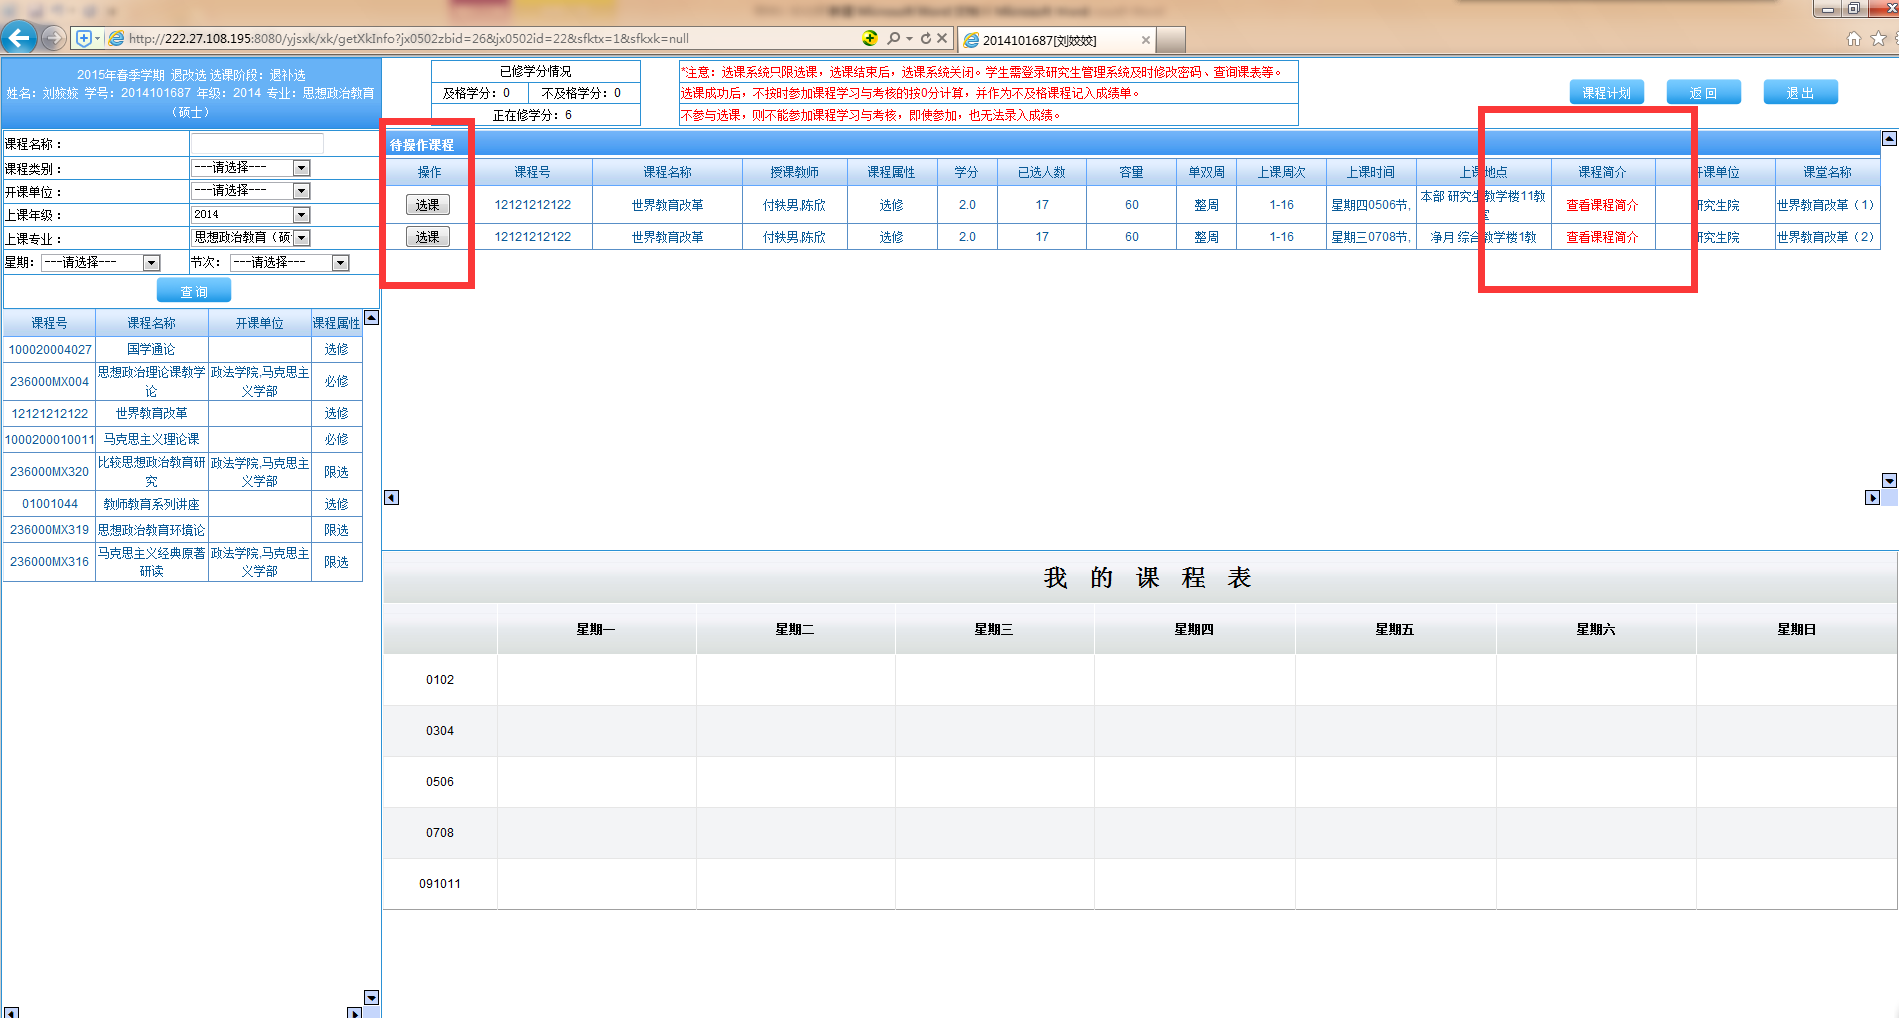 http://222.27.108.195:8080/yjsxk/xk/getXkInfo?jx0502zbid=26&jx0502id=22&sfktx=1&sfkxk=null
2014101687[刘姣姣]
2015年春季学期 退改选 选课阶段：退补选
姓名：刘姣姣 学号：2014101687 年级：2014 专业：思想政治教育
（硕士）
已修学分情况
及格学分：0 不及格学分：0
正在修学分：6
*注意：选课系统只限选课，选课结束后，选课系统关闭。学生需登录研究生管理系统及时修改密码、查询课表等。
选课成功后，不按时参加课程学习与考核的按0分计算，并作为不及格课程记入成绩单。
不参与选课，则不能参加课程学习与考核，即使参加，也无法录入成绩。
课程计划 返 回 退 出
课程名称：
课程类别： ---请选择---
开课单位： ---请选择---
上课年级： 2014
上课专业： 思想政治教育（硕
星期： ---请选择--- 节次： ---请选择---
查 询
课程号 课程名称 开课单位 课程属性
100020004027 国学通论 选修
236000MX004 思想政治理论课教学论 政法学院,马克思主义学部 必修
12121212122 世界教育改革 选修
1000200010011 马克思主义理论课 必修
236000MX320 比较思想政治教育研究 政法学院,马克思主义学部 限选
01001044 教师教育系列讲座 选修
236000MX319 思想政治教育环境论 限选
236000MX316 马克思主义经典原著研读 政法学院,马克思主义学部 限选
待操作课程
操作 课程号 课程名称 授课教师 课程属性 学分 已选人数 容量 单双周 上课周次 上课时间 上课地点 课程简介 开课单位 课堂名称
选课 12121212122 世界教育改革 付轶男,陈欣 选修 2.0 17 60 整周 1-16 星期四0506节, 本部 研究生教学楼11教室 查看课程简介 研究生院 世界教育改革（1）
选课 12121212122 世界教育改革 付轶男,陈欣 选修 2.0 17 60 整周 1-16 星期三0708节, 净月 综合教学楼1教 查看课程简介 研究生院 世界教育改革（2）
我 的 课 程 表
星期一 星期二 星期三 星期四 星期五 星期六 星期日
0102
0304
0506
0708
091011